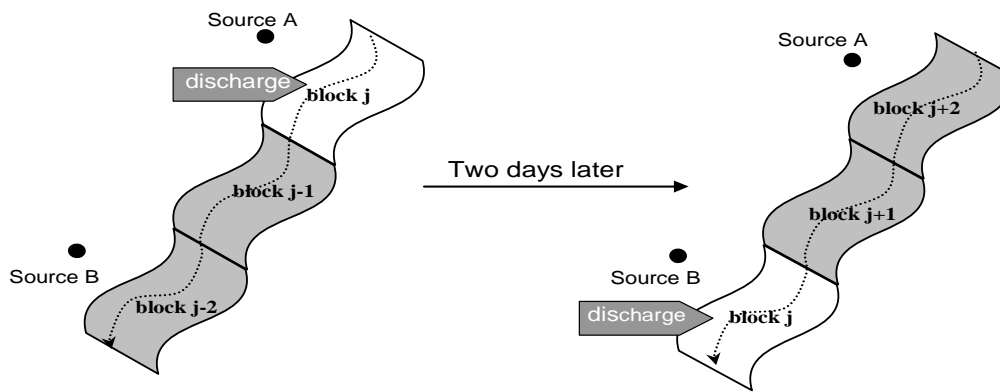 Source A
discharge
block j
block j-1
Source B
block j-2
Two days later
Source A
block j+2
block j+1
Source B
discharge
block j